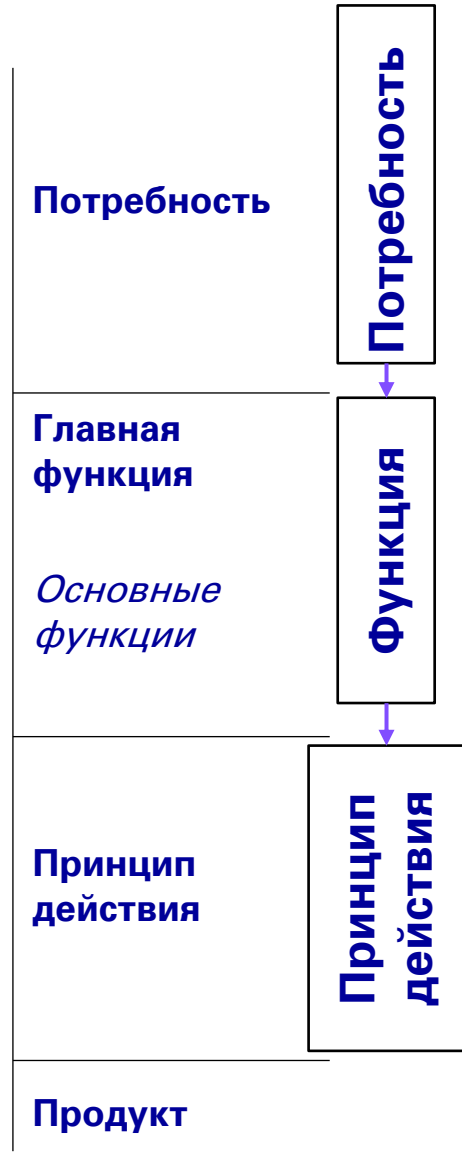 Потребность
Потребность
Главная
функция
Основные
функции
Функция
Принцип
действия
Принцип
действия
Продукт